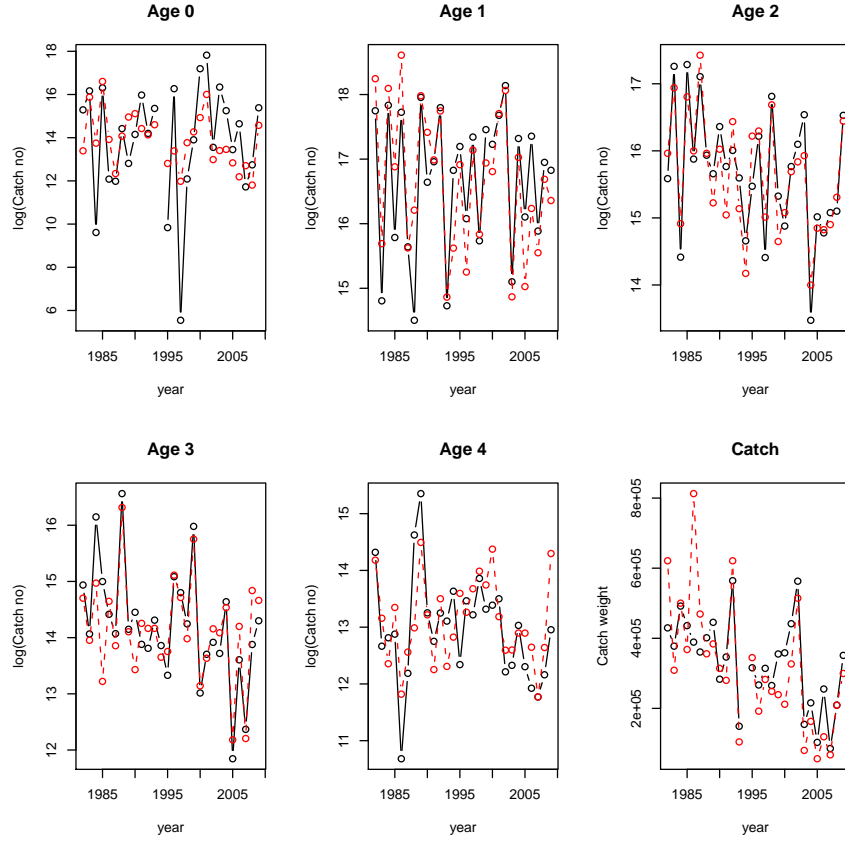 Age 0
Age 1
Age 2
log(Catch no)
18
16
14
12
10
8
6
1985
1995
2005
year
log(Catch no)
18
17
16
15
1985
1995
2005
year
log(Catch no)
17
16
15
14
1985
1995
2005
year
Age 3
Age 4
Catch
log(Catch no)
16
15
14
13
12
1985
1995
2005
year
log(Catch no)
15
14
13
12
11
1985
1995
2005
year
Catch weight
8e+05
6e+05
4e+05
2e+05
1985
1995
2005
year